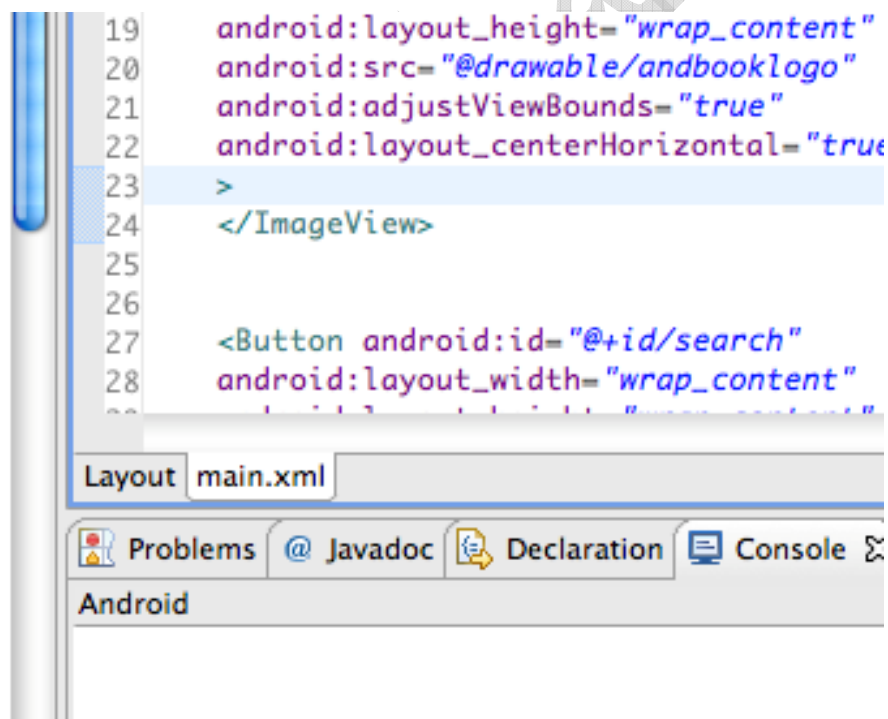 19 android:layout_height="wrap_content"
20 android:src="@drawable/andbooklogo"
21 android:adjustViewBounds="true"
22 android:layout_centerHorizontal="true
23 >
24 </ImageView>
25
26
27 <Button android:id="@+id/search"
28 android:layout_width="wrap_content"
Layout main.xml
Problems @ Javadoc Declaration Console
Android